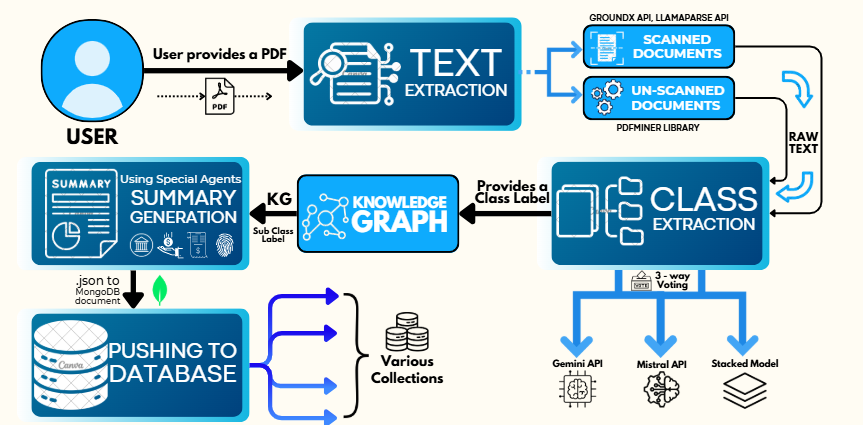 GROUNDX API, LLAMAPARSE API
User provides a PDF
PDF
USER
TEXT
EXTRACTION
SCANNED
DOCUMENTS
UN-SCANNED
DOCUMENTS
PDFMINER LIBRARY
RAW
TEXT
CLASS
EXTRACTION
Provides a
Class Label
KNOWLEDGE
GRAPH
KG
Sub Class
Label
SUMMARY
Using Special Agents
SUMMARY
GENERATION
3 - way
Voting
VOTE
Gemini API
Mistral API
Stacked Model
.json to
MongoDB
document
Canva
PUSHING TO
DATABASE
Various
Collections